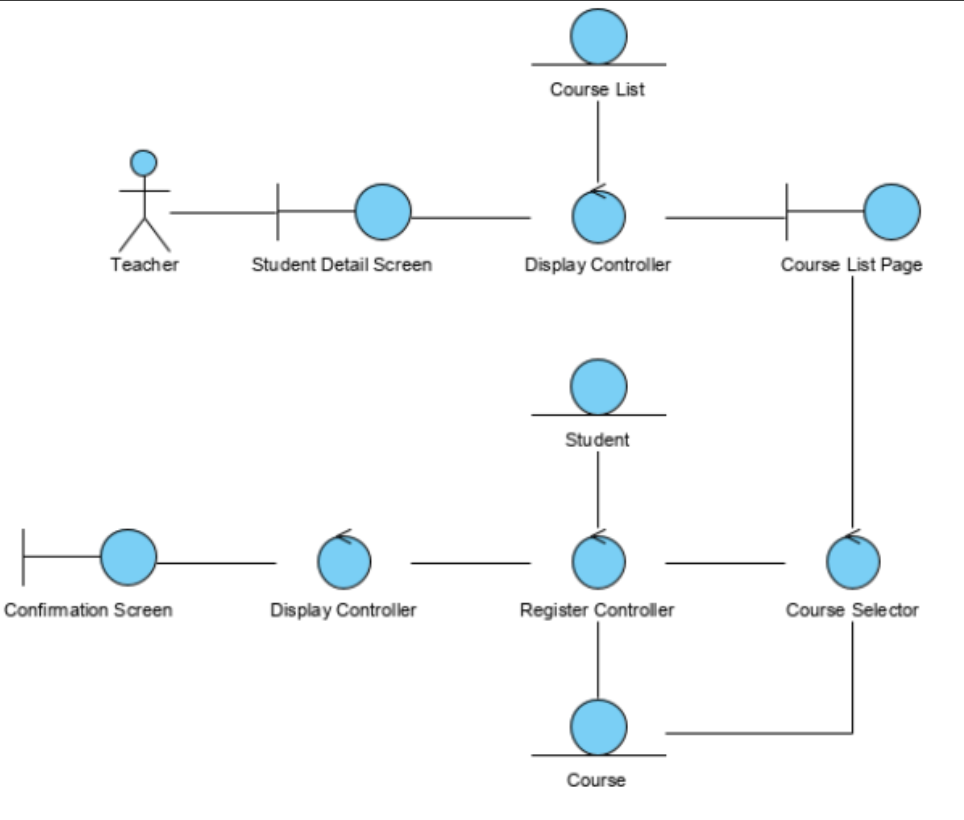 Course List
Teacher
Student Detail Screen
Display Controller
Course List Page
Student
Confirmation Screen
Display Controller
Register Controller
Course Selector
Course